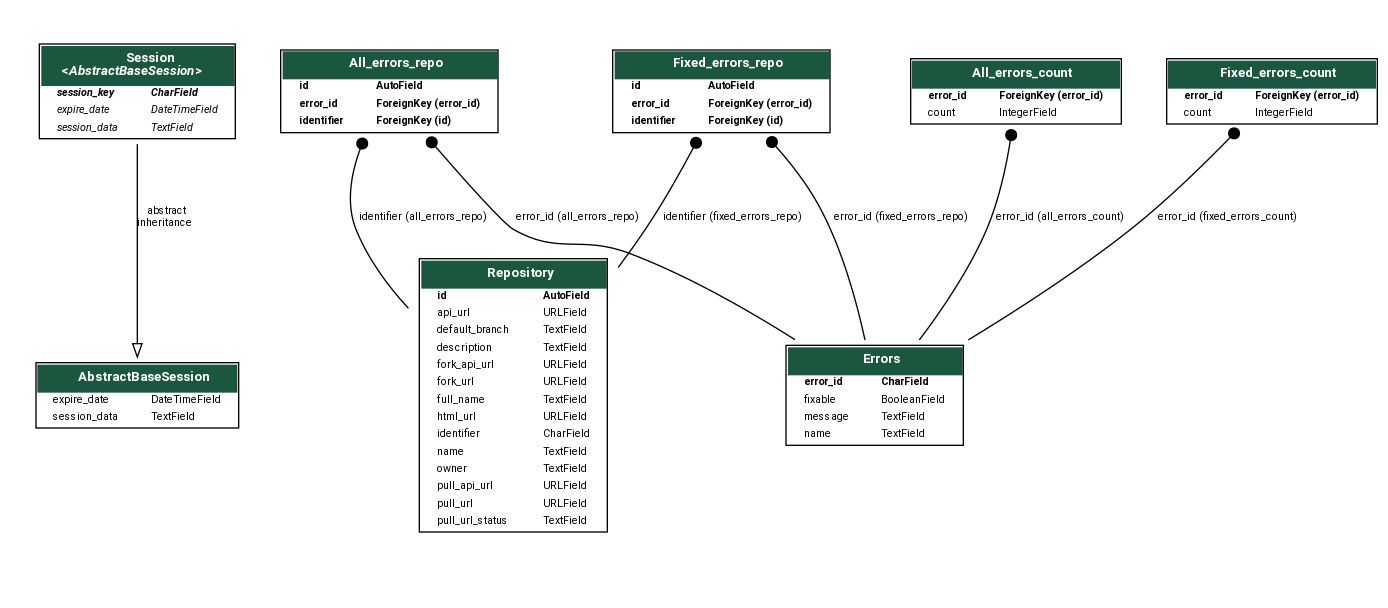 Session
<AbstractBaseSession>
session_key CharField
expire_date DateTimeField
session_data TextField
All_errors_repo
id AutoField
error_id ForeignKey (error_id)
identifier ForeignKey (id)
Fixed_errors_repo
id AutoField
error_id ForeignKey (error_id)
identifier ForeignKey (id)
All_errors_count
error_id ForeignKey (error_id)
count IntegerField
Fixed_errors_count
error_id ForeignKey (error_id)
count IntegerField
abstract
inheritance
identifier (all_errors_repo)
error_id (all_errors_repo)
identifier (fixed_errors_repo)
error_id (fixed_errors_repo)
error_id (all_errors_count)
error_id (fixed_errors_count)
AbstractBaseSession
expire_date DateTimeField
session_data TextField
Repository
id AutoField
api_url URLField
default_branch TextField
description TextField
fork_api_url URLField
fork_url URLField
full_name TextField
html_url URLField
identifier CharField
name TextField
owner TextField
pull_api_url URLField
pull_url URLField
pull_url_status TextField
Errors
error_id CharField
fixable BooleanField
message TextField
name TextField